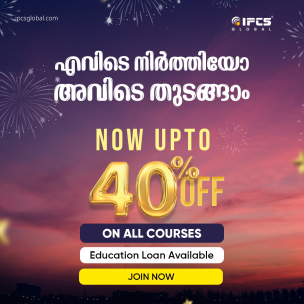 ipcsglobal.com
IPCS
GLOBAL
എവിടെ നിർത്തിയോ
അവിടെ തുടങ്ങാം
NOW UPTO
40% OFF
ON ALL COURSES
Education Loan Available
JOIN NOW